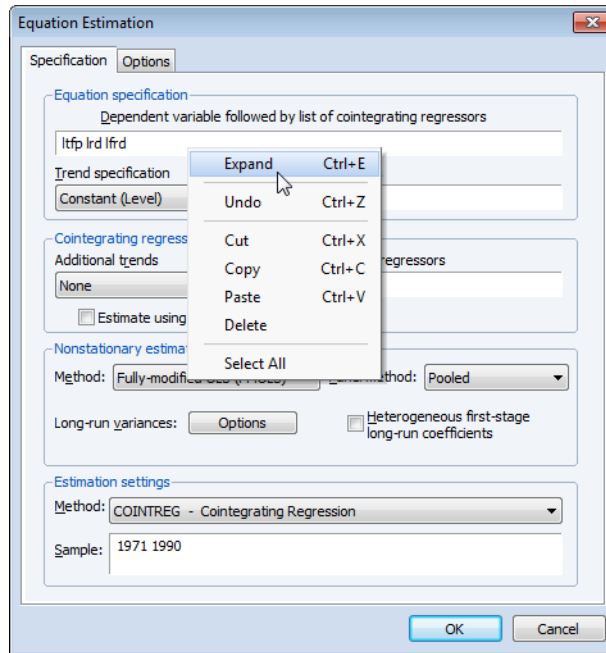 Equation Estimation
Specification Options
Equation specification
Dependent variable followed by list of cointegrating regressors
ltfp lrd lfrd
Trend specification
Constant (Level)
Expand Ctrl+E
Undo Ctrl+Z
Cut Ctrl+X
Copy Ctrl+C
Paste Ctrl+V
Delete
Select All
Cointegrating
Additional trends regressors
None
Estimate using
Nonstationary
Method: Fully-modified Pooled
Long-run variances: Options Heterogeneous first-stage
long-run coefficients
Estimation settings
Method: COINTREG - Cointegrating Regression
Sample: 1971 1990
OK Cancel